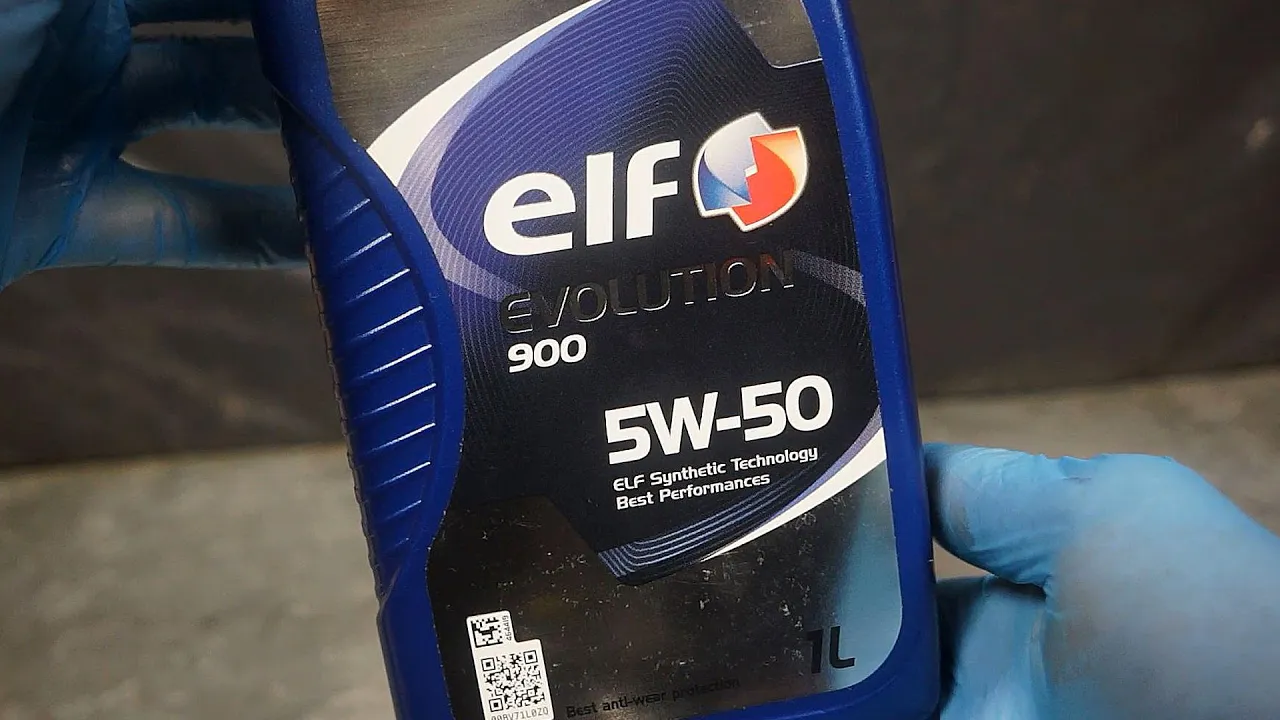 elf
EVOLUTION
900
5W-50
ELF Synthetic Technology
Best Performances
1L
Best anti-wear protection